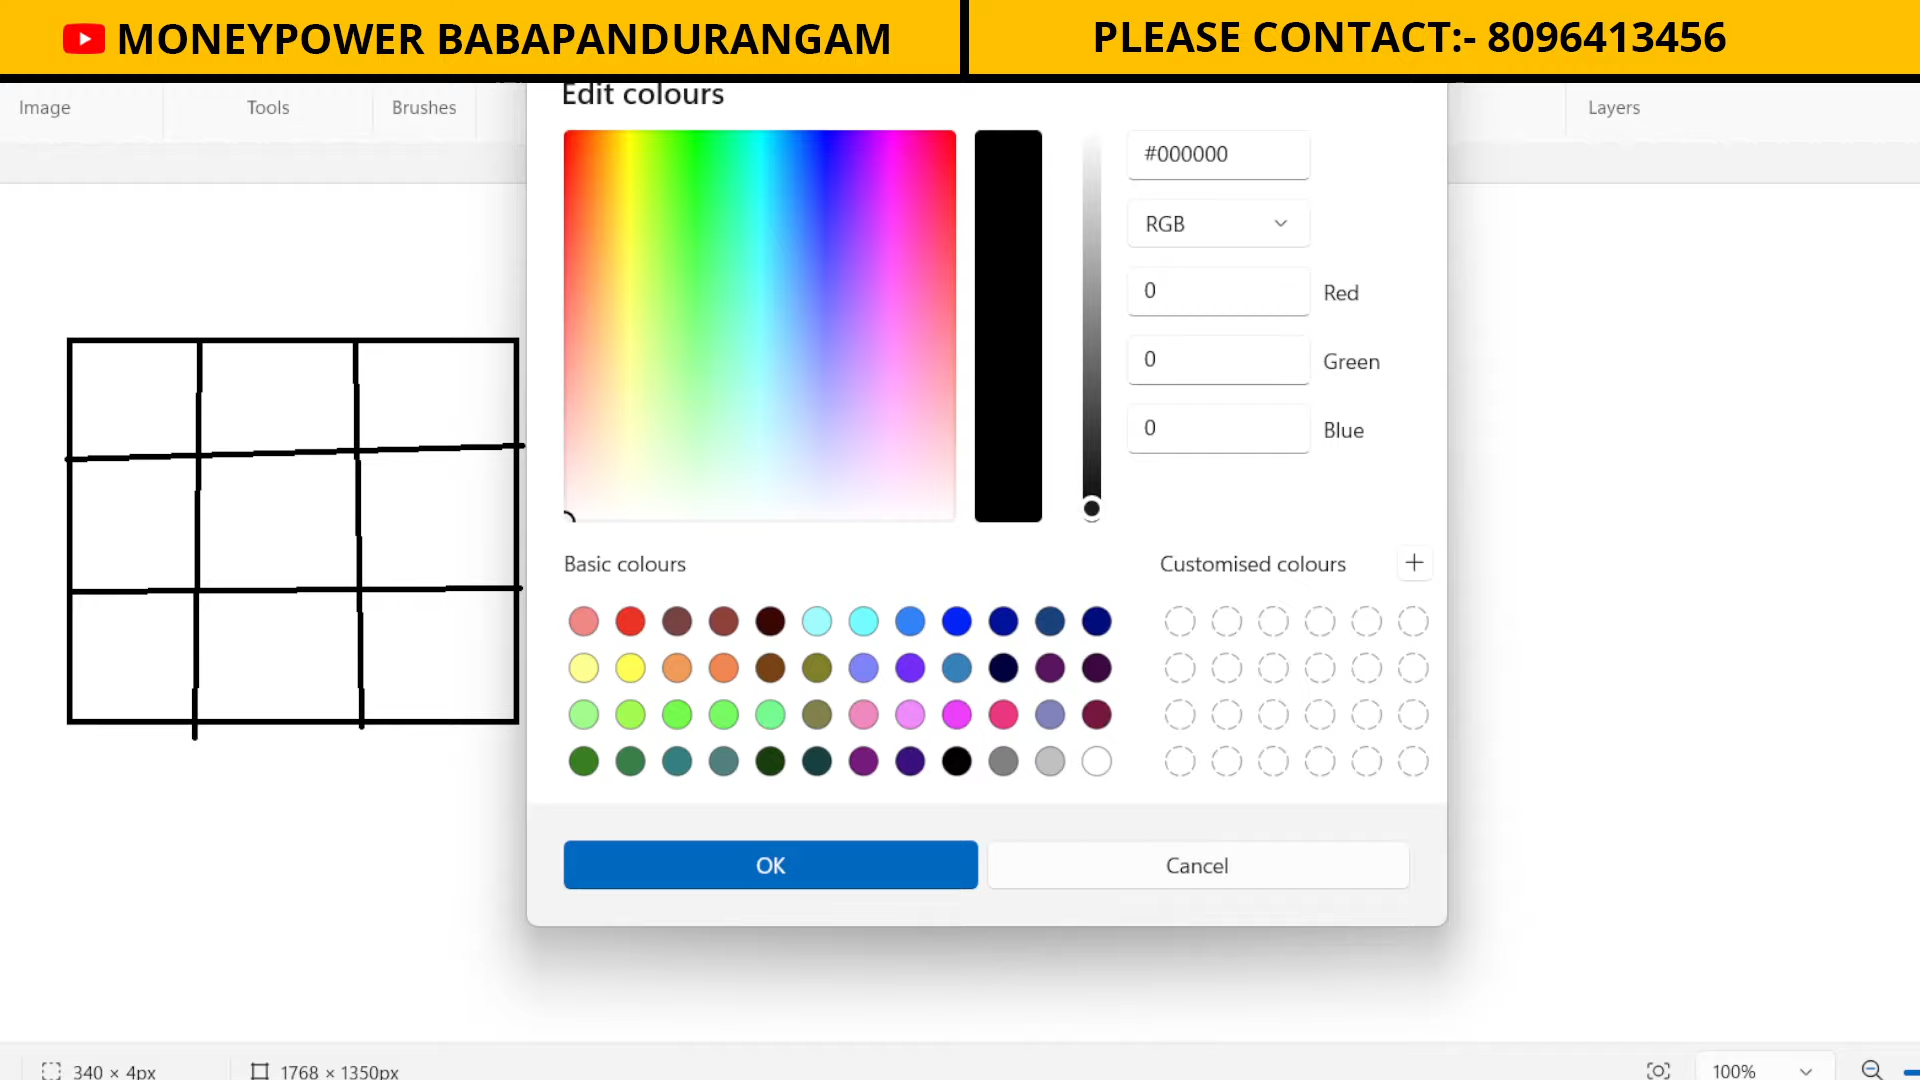 MONEYPOWER BABAPANDURANGAM
PLEASE CONTACT:- 8096413456
Image
Tools
Brushes
Layers
Edit colours
#000000
RGB
0 Red
0 Green
0 Blue
Basic colours
Customised colours
OK
Cancel
340 × 4px
1768 × 1350px
100%